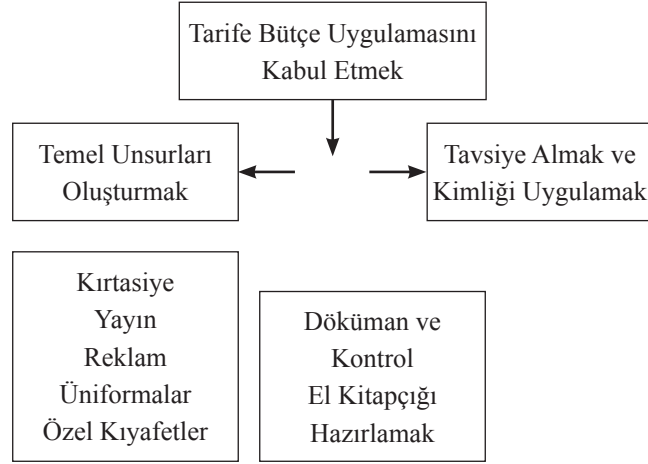 Tarife Bütçe Uygulamasını
Kabul Etmek
Temel Unsurları
Oluşturmak
Tavsiye Almak ve
Kimliği Uygulamak
Kırtasiye
Yayın
Reklam
Üniformalar
Özel Kıyafetler
Döküman ve
Kontrol
El Kitapçığı
Hazırlamak